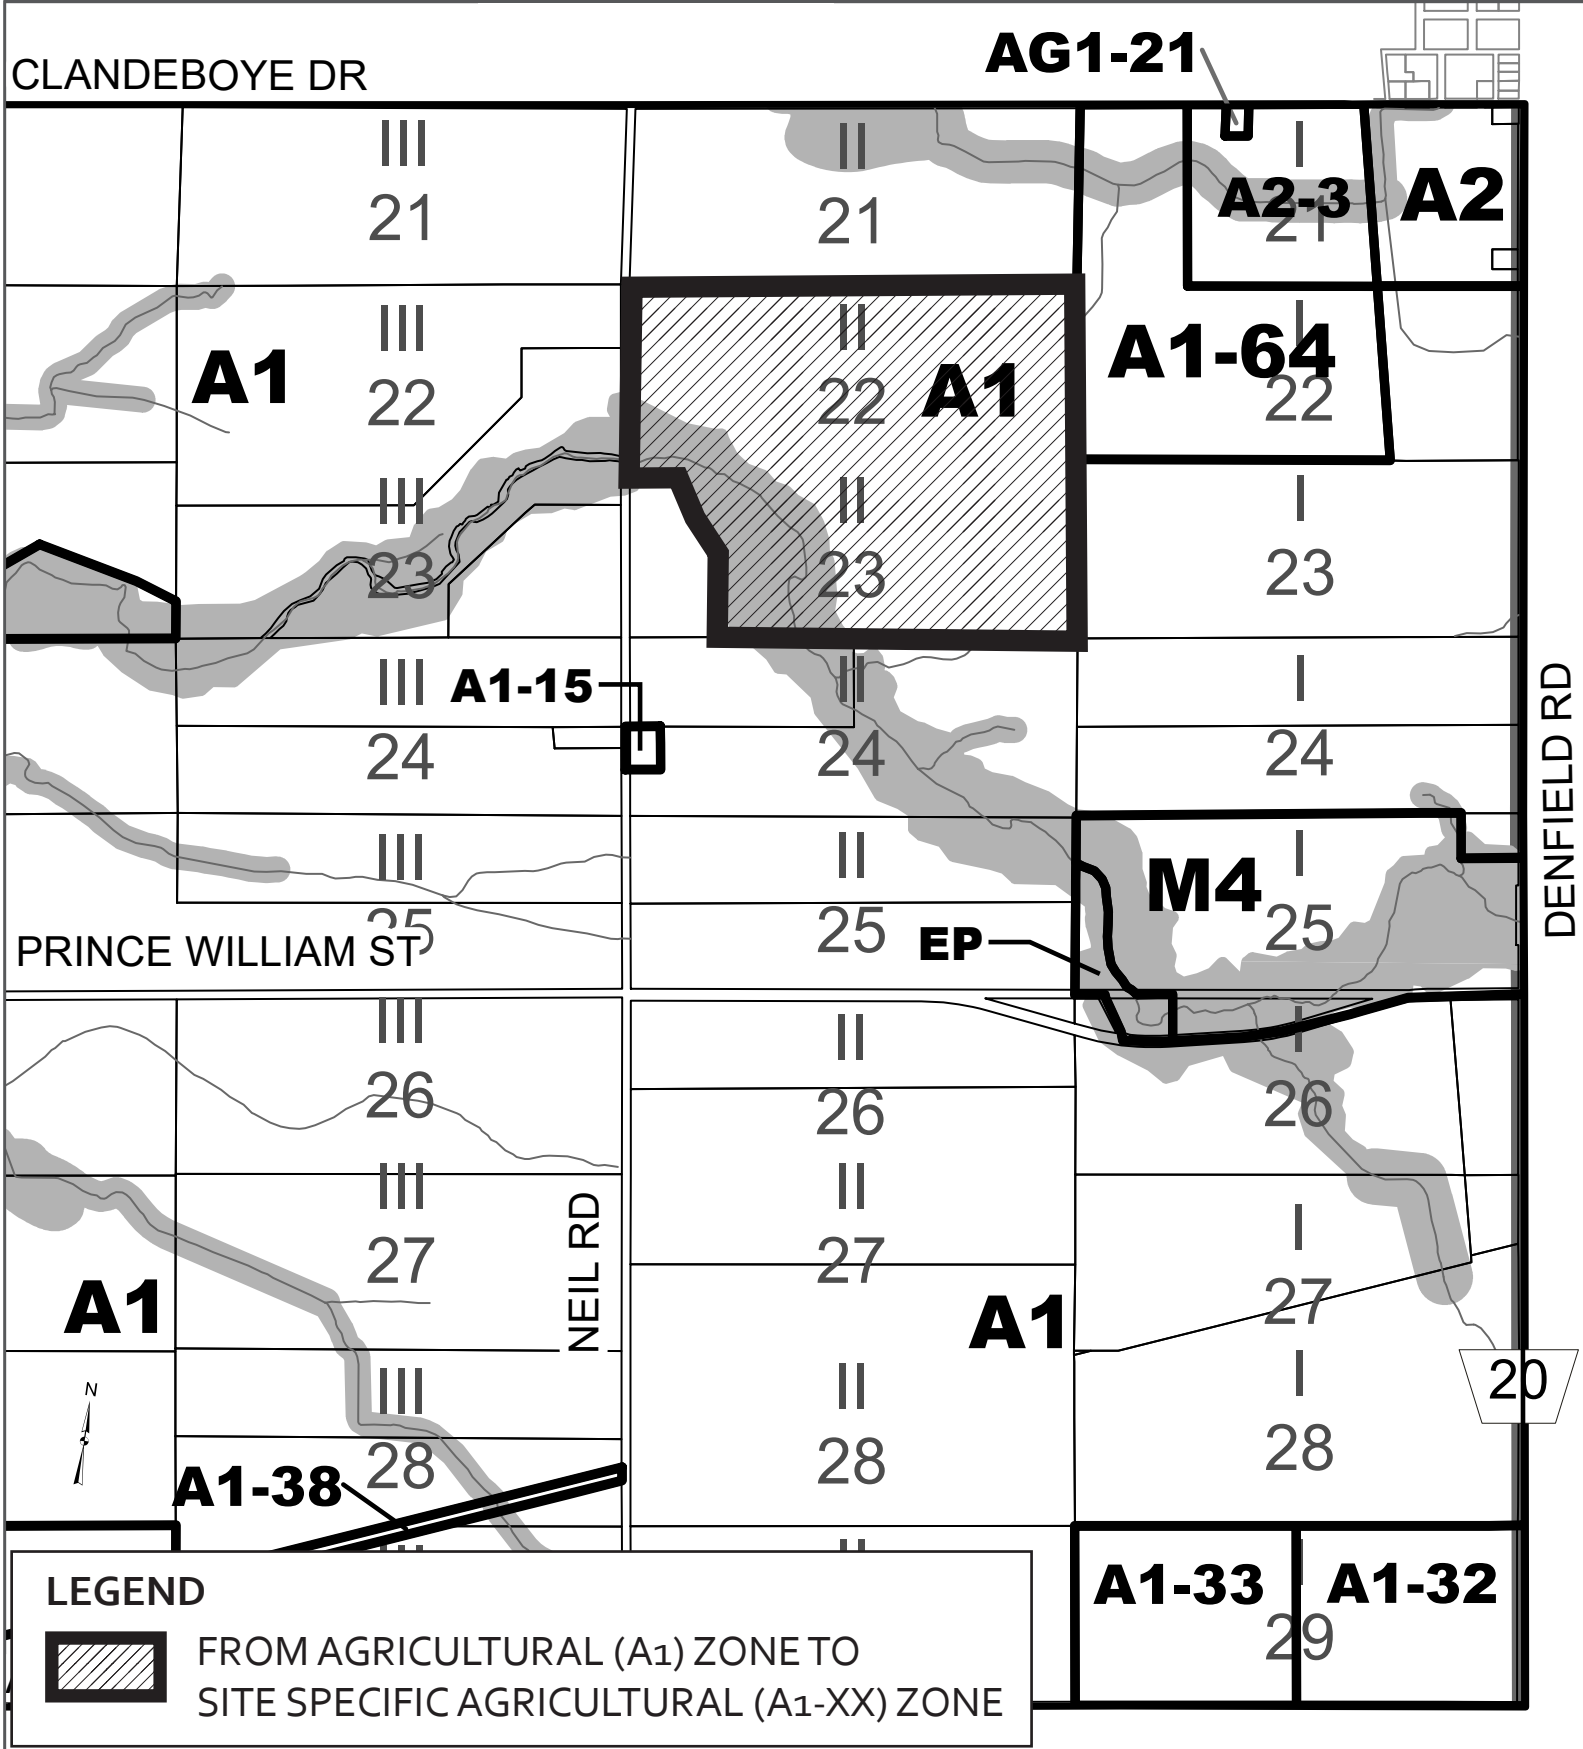 AG1-21
CLANDEBOYE DR
III
II
I
21
21
21
A2-3
A2
III
II
I
22
22
22
A1
A1
A1-64
III
II
I
23
23
23
III
II
I
A1-15
24
24
24
DENFIELD RD
III
II
I
M4
25
25
25
EP
PRINCE WILLIAM ST
III
II
I
26
26
26
III
II
I
27
27
27
NEIL RD
A1
A1
III
II
I
20
N
28
28
28
A1-38
III
II
I
A1-33
A1-32
29
LEGEND
FROM AGRICULTURAL (A1) ZONE TO
SITE SPECIFIC AGRICULTURAL (A1-XX) ZONE